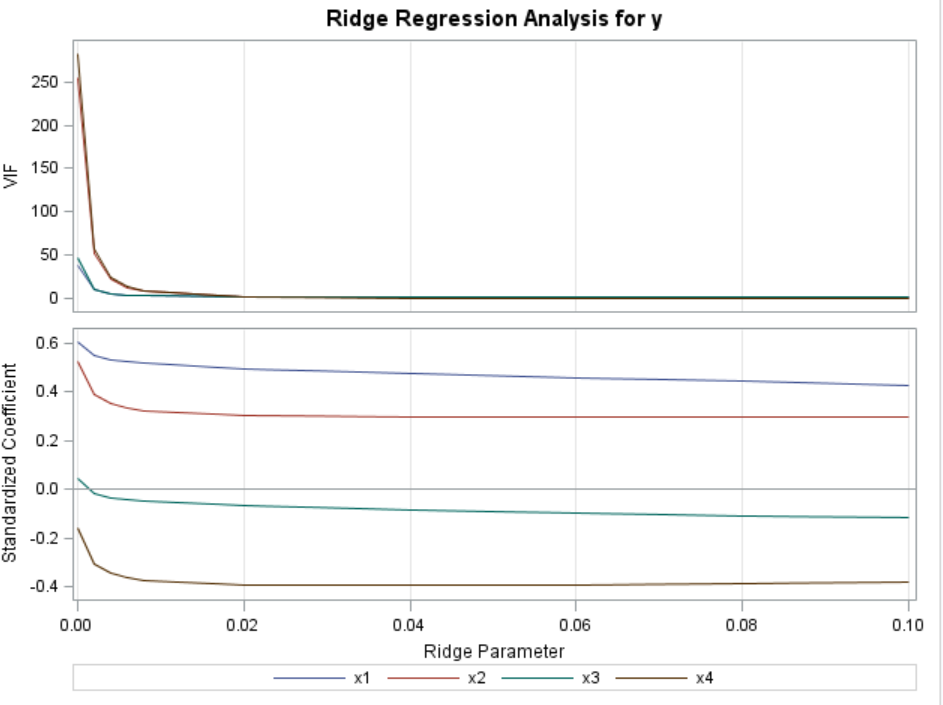 Ridge Regression Analysis for y
VIF
250
200
150
100
50
0
Standardized Coefficient
0.6
0.4
0.2
0.0
-0.2
-0.4
0.00 0.02 0.04 0.06 0.08 0.10
Ridge Parameter
x1 x2 x3 x4